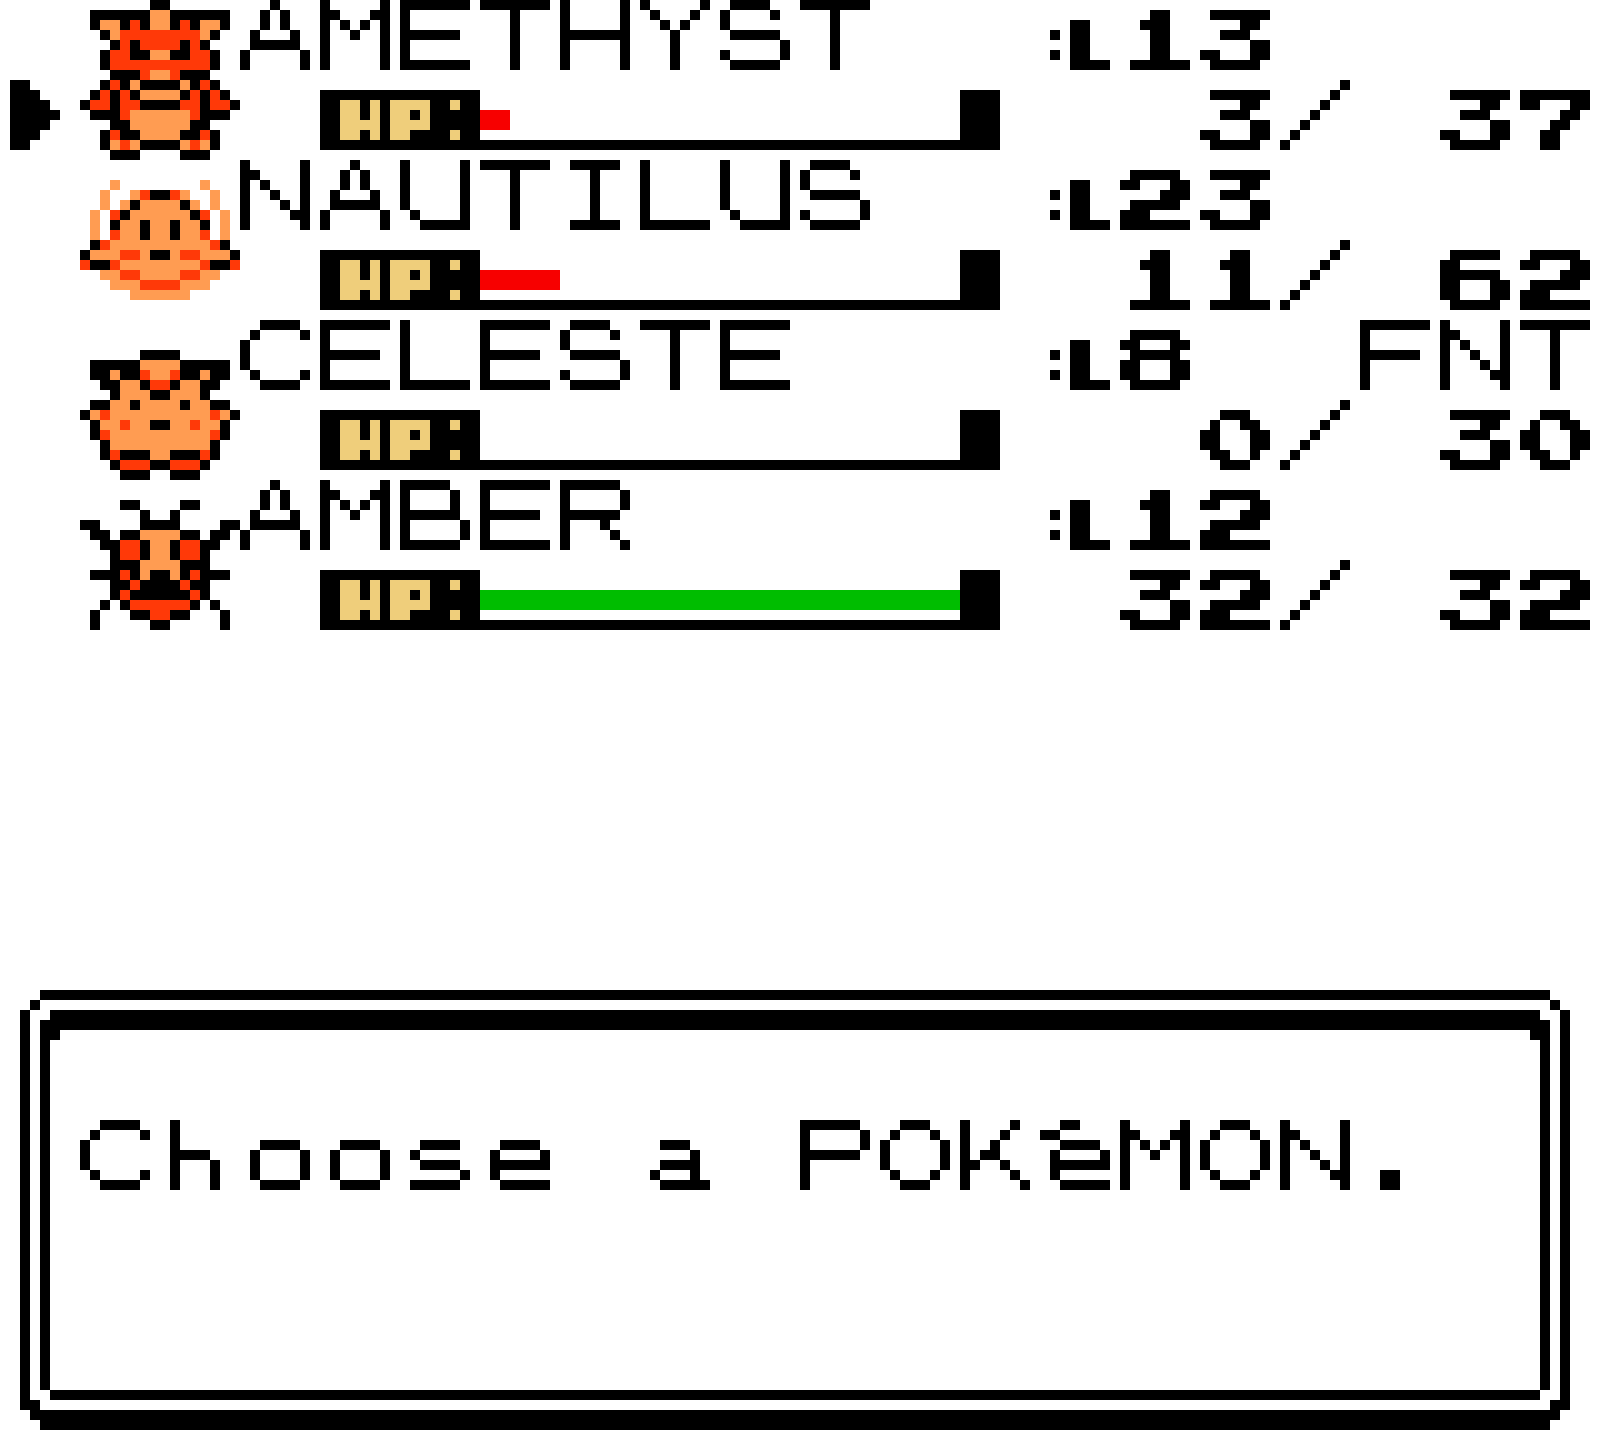 AMETHYST :L13
HP: 3/ 37
NAUTILUS :L23
HP: 11/ 62
CELESTE :L8 FNT
HP: 0/ 30
AMBER :L12
HP: 32/ 32
Choose a POKéMON.